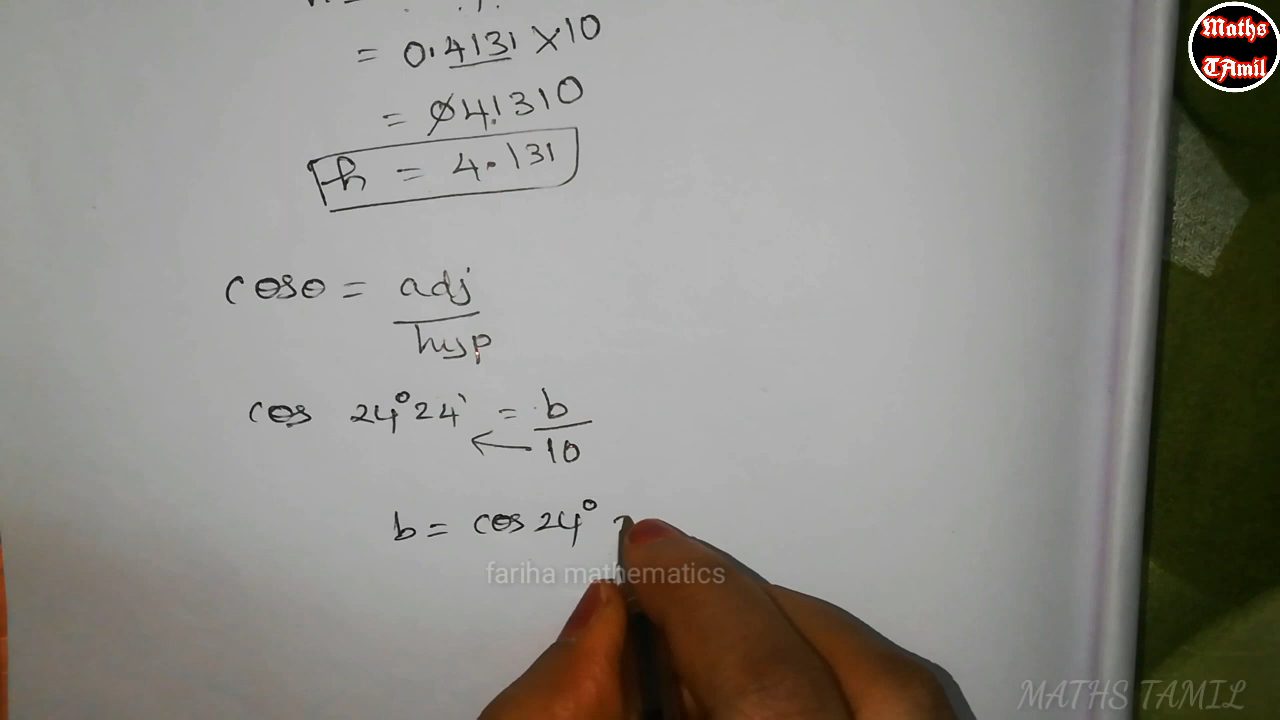 = 0.4131 × 10
= 04.1310
h = 4.131
cosθ = adj
hyp
cos 24°24' = b
10
b = cos 24°
fariha mathematics
Maths
TAmil
MATHS TAMIL